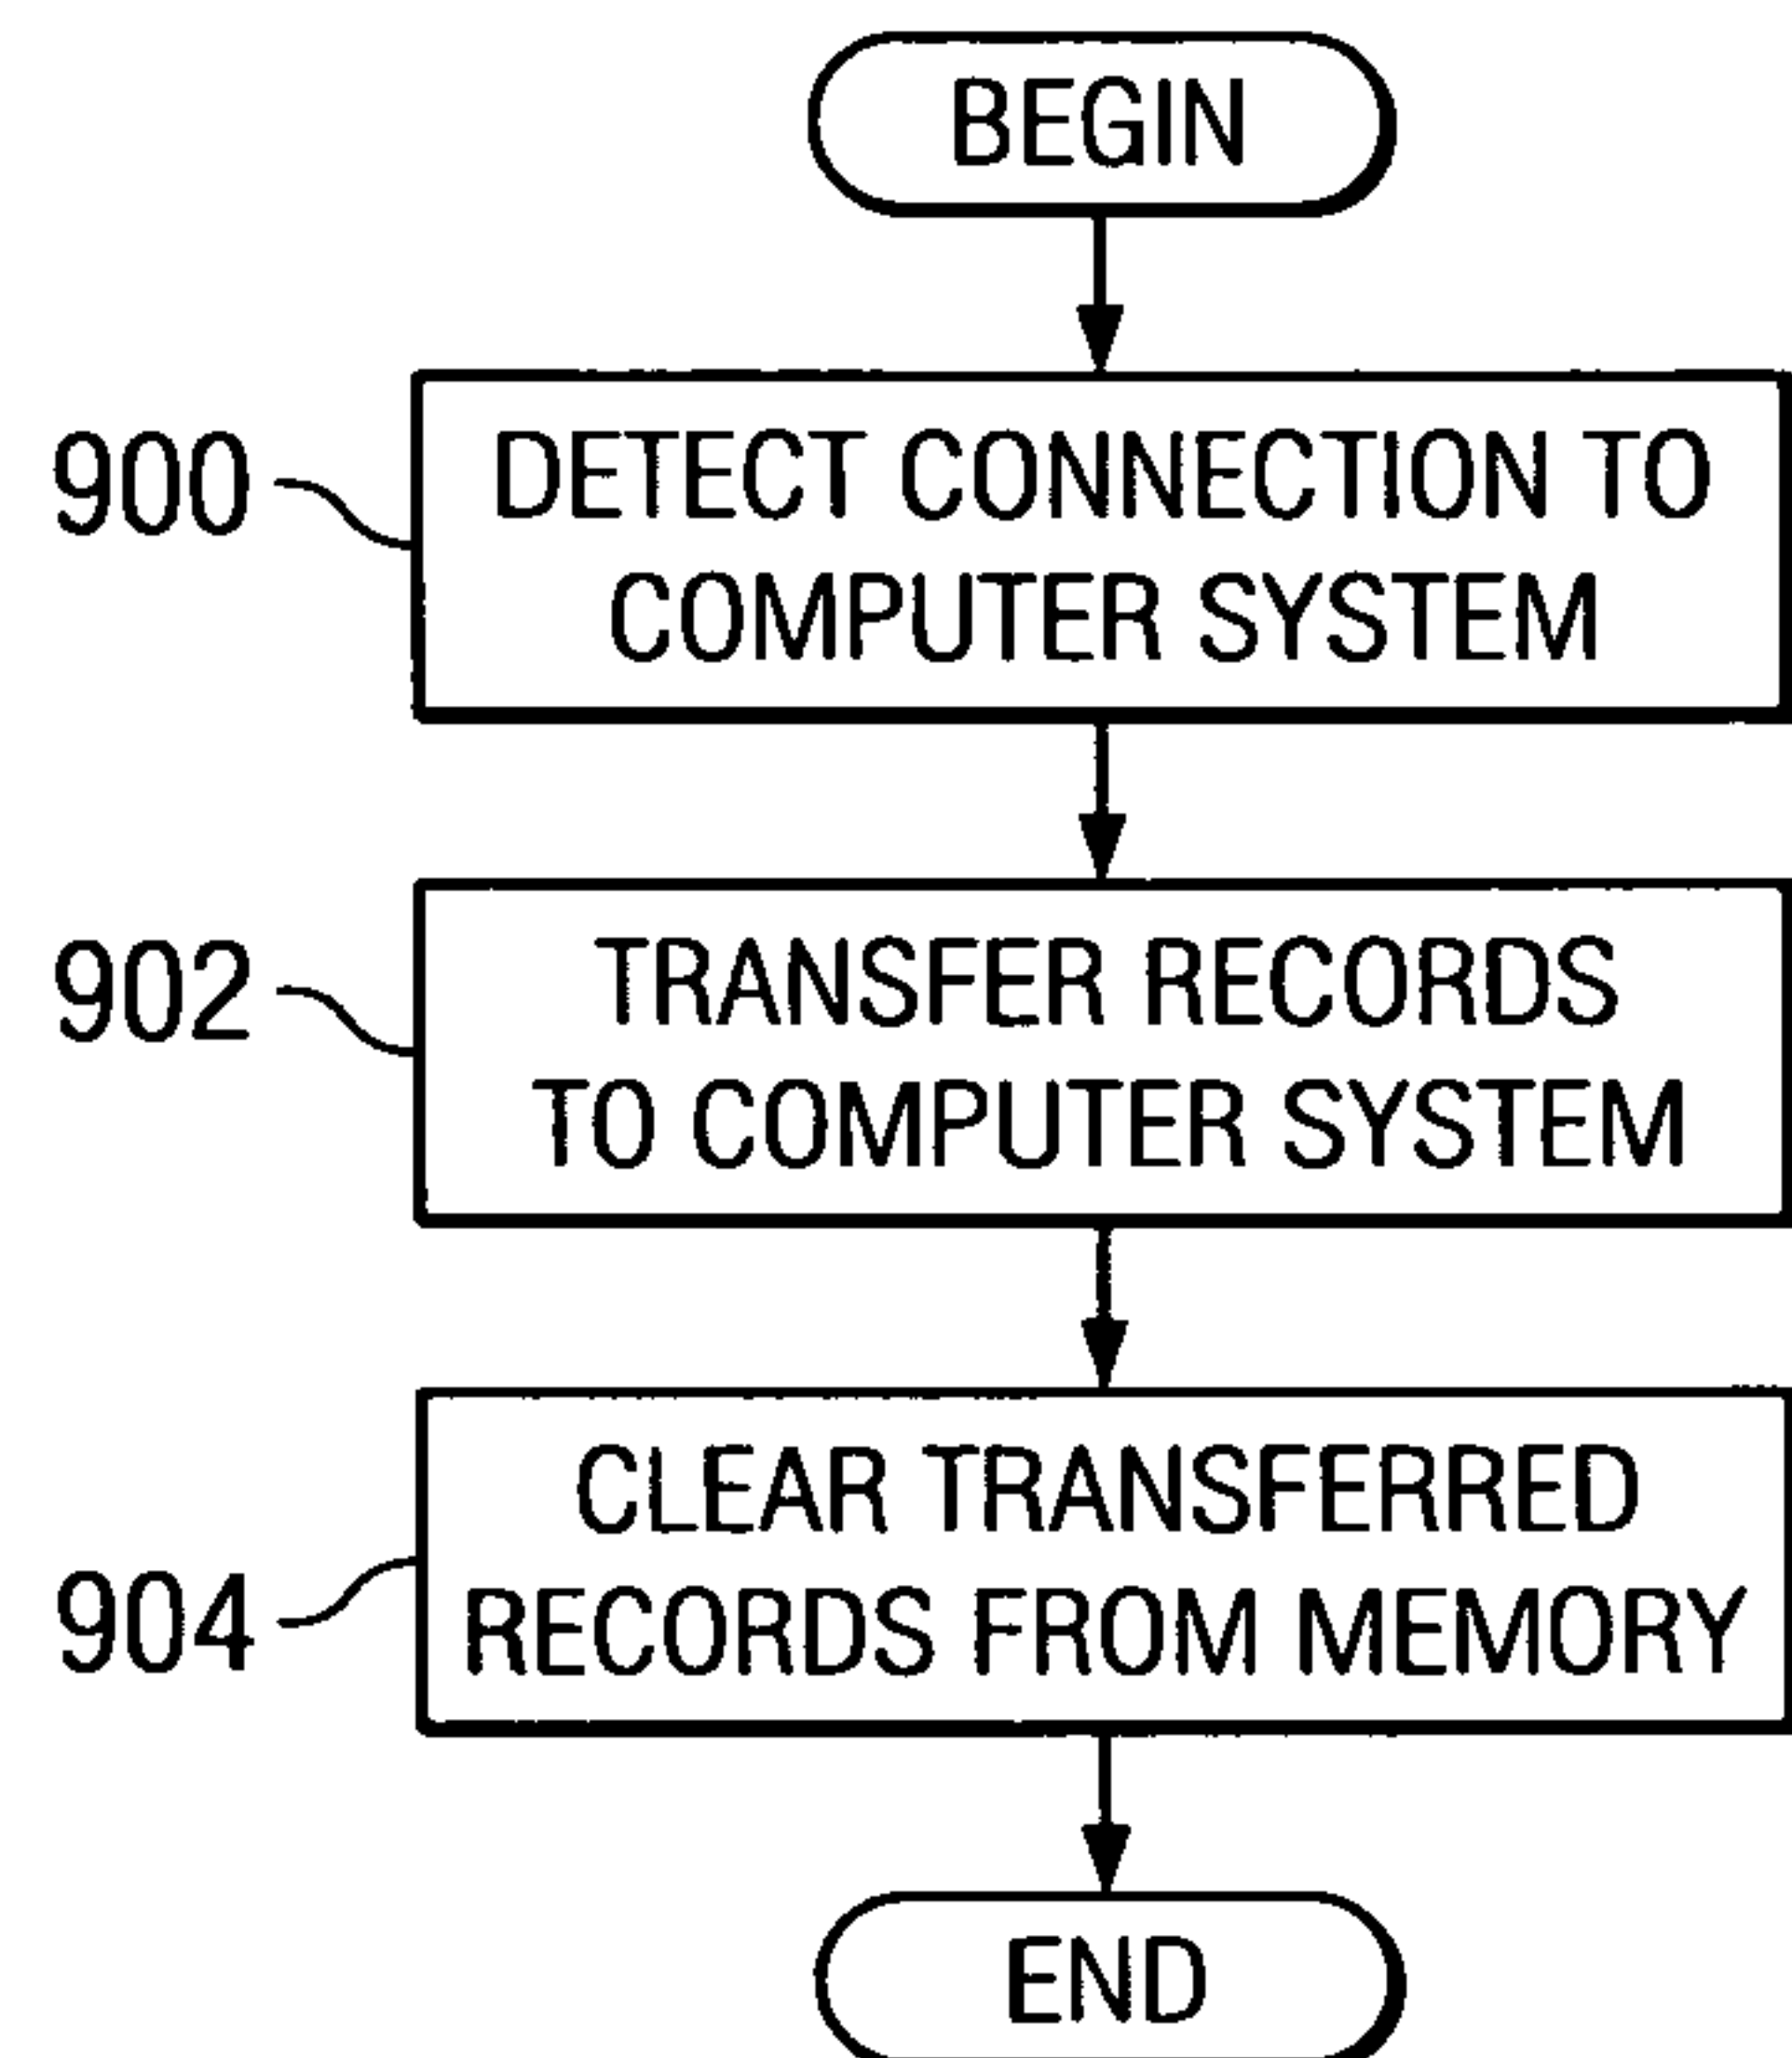 BEGIN
900
DETECT CONNECTION TO
COMPUTER SYSTEM
902
TRANSFER RECORDS
TO COMPUTER SYSTEM
CLEAR TRANSFERRED
904
RECORDS FROM MEMORY
END